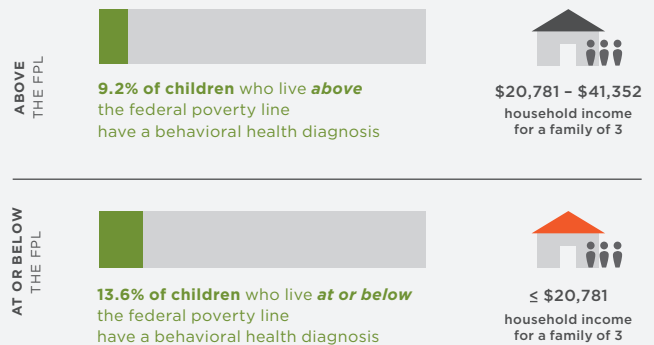 ABOVE
THE FPL
9.2% of children who live above
the federal poverty line
have a behavioral health diagnosis
$20,781 – $41,352
household income
for a family of 3
AT OR BELOW
THE FPL
13.6% of children who live at or below
the federal poverty line
have a behavioral health diagnosis
≤ $20,781
household income
for a family of 3